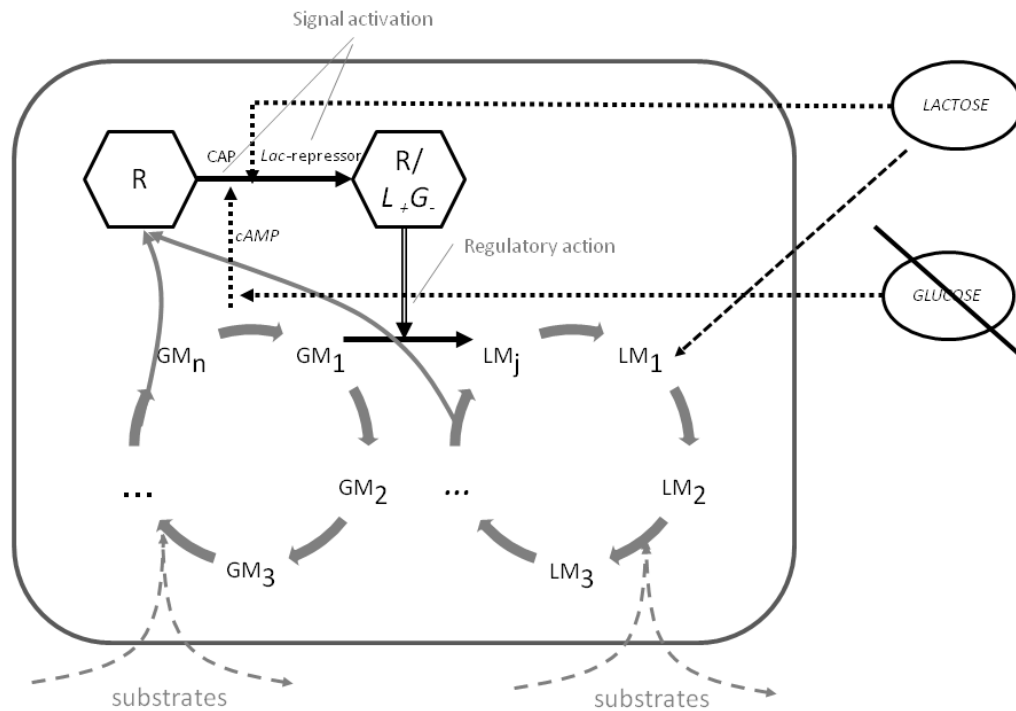 Signal activation
LACTOSE
CAP
Lac-repressor
R
R/
L +G -
cAMP
Regulatory action
GLUCOSE
GMn
GM1
LMj
LM1
...
GM2
...
LM2
GM3
LM3
substrates
substrates